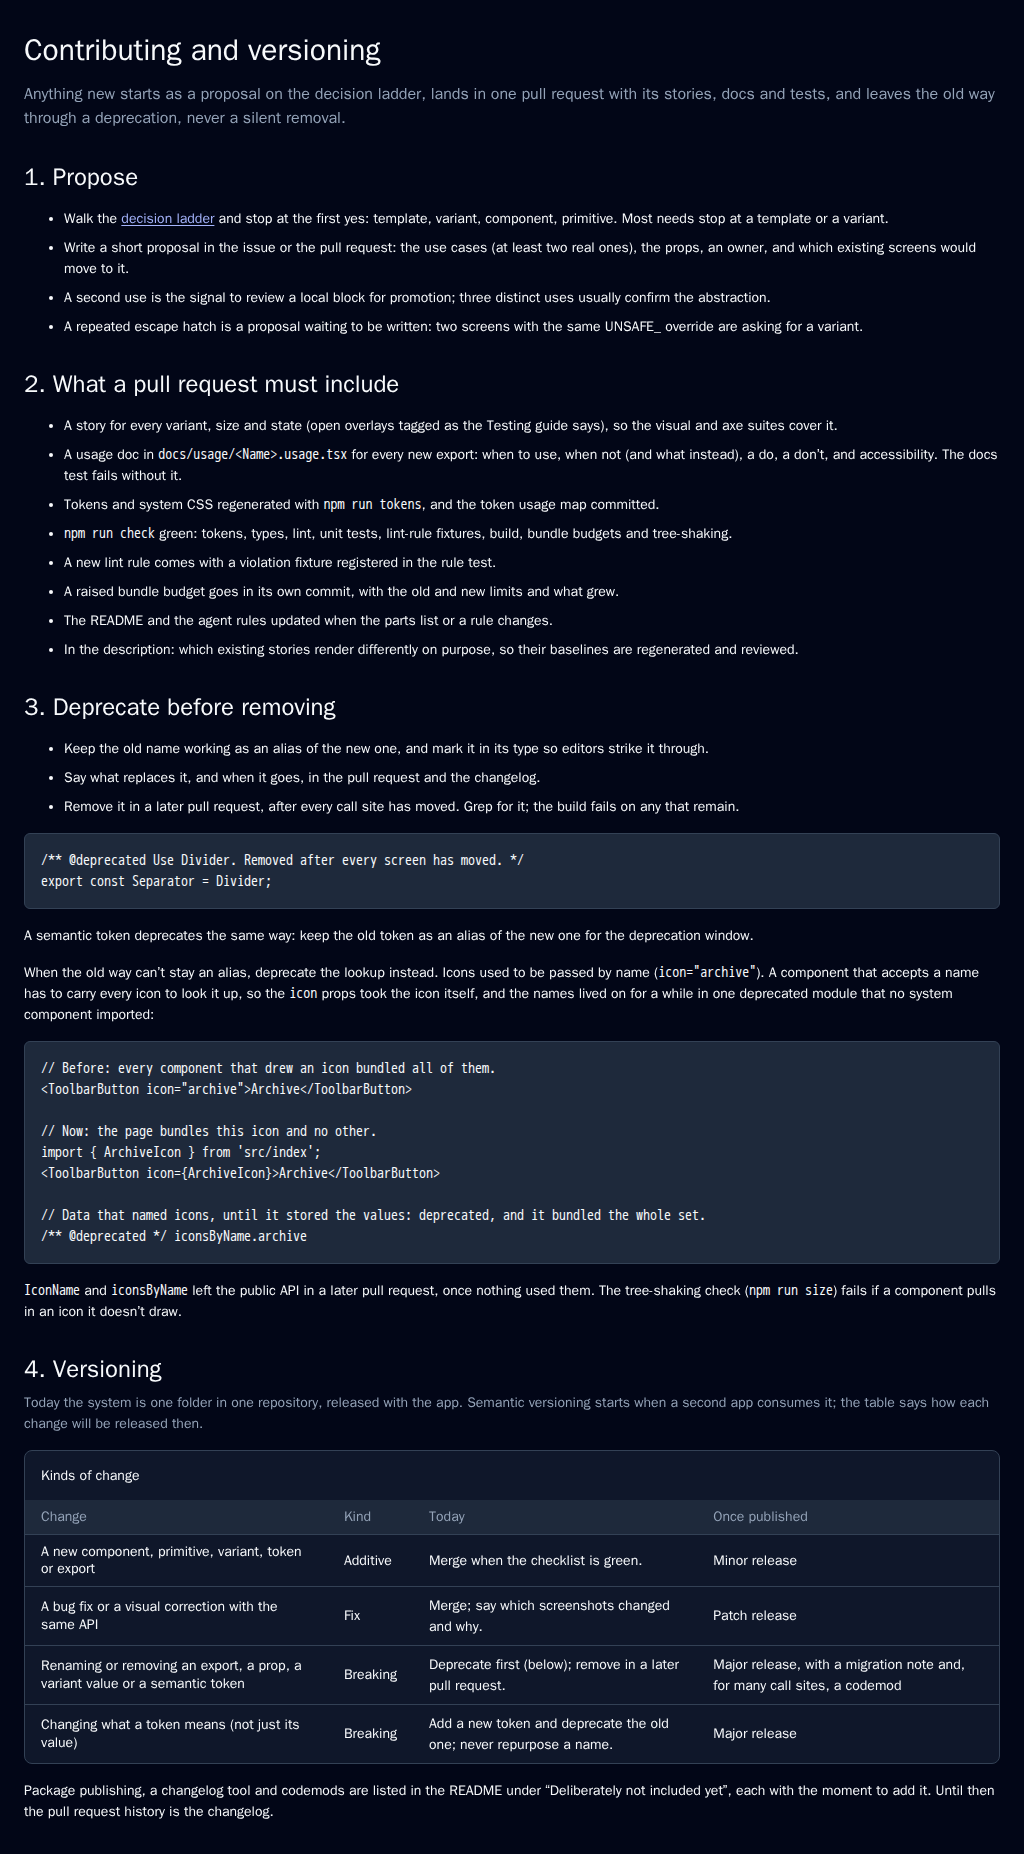 Contributing and versioning
Anything new starts as a proposal on the decision ladder, lands in one pull request with its stories, docs and tests, and leaves the old way
through a deprecation, never a silent removal.
1. Propose
• Walk the decision ladder and stop at the first yes: template, variant, component, primitive. Most needs stop at a template or a variant.
• Write a short proposal in the issue or the pull request: the use cases (at least two real ones), the props, an owner, and which existing screens would
move to it.
• A second use is the signal to review a local block for promotion; three distinct uses usually confirm the abstraction.
• A repeated escape hatch is a proposal waiting to be written: two screens with the same UNSAFE_ override are asking for a variant.
2. What a pull request must include
• A story for every variant, size and state (open overlays tagged as the Testing guide says), so the visual and axe suites cover it.
• A usage doc in docs/usage/<Name>.usage.tsx for every new export: when to use, when not (and what instead), a do, a don’t, and accessibility. The docs
test fails without it.
• Tokens and system CSS regenerated with npm run tokens, and the token usage map committed.
• npm run check green: tokens, types, lint, unit tests, lint-rule fixtures, build, bundle budgets and tree-shaking.
• A new lint rule comes with a violation fixture registered in the rule test.
• A raised bundle budget goes in its own commit, with the old and new limits and what grew.
• The README and the agent rules updated when the parts list or a rule changes.
• In the description: which existing stories render differently on purpose, so their baselines are regenerated and reviewed.
3. Deprecate before removing
• Keep the old name working as an alias of the new one, and mark it in its type so editors strike it through.
• Say what replaces it, and when it goes, in the pull request and the changelog.
• Remove it in a later pull request, after every call site has moved. Grep for it; the build fails on any that remain.
/** @deprecated Use Divider. Removed after every screen has moved. */
export const Separator = Divider;
A semantic token deprecates the same way: keep the old token as an alias of the new one for the deprecation window.
When the old way can’t stay an alias, deprecate the lookup instead. Icons used to be passed by name (icon="archive"). A component that accepts a name
has to carry every icon to look it up, so the icon props took the icon itself, and the names lived on for a while in one deprecated module that no system
component imported:
// Before: every component that drew an icon bundled all of them.
<ToolbarButton icon="archive">Archive</ToolbarButton>
// Now: the page bundles this icon and no other.
import { ArchiveIcon } from 'src/index';
<ToolbarButton icon={ArchiveIcon}>Archive</ToolbarButton>
// Data that named icons, until it stored the values: deprecated, and it bundled the whole set.
/** @deprecated */ iconsByName.archive
IconName and iconsByName left the public API in a later pull request, once nothing used them. The tree-shaking check (npm run size) fails if a component pulls
in an icon it doesn’t draw.
4. Versioning
Today the system is one folder in one repository, released with the app. Semantic versioning starts when a second app consumes it; the table says how each
change will be released then.
Kinds of change
Change Kind Today Once published
A new component, primitive, variant, token
or export
Additive
Merge when the checklist is green.
Minor release
A bug fix or a visual correction with the
same API
Fix
Merge; say which screenshots changed
and why.
Patch release
Renaming or removing an export, a prop, a
variant value or a semantic token
Breaking
Deprecate first (below); remove in a later
pull request.
Major release, with a migration note and,
for many call sites, a codemod
Changing what a token means (not just its
value)
Breaking
Add a new token and deprecate the old
one; never repurpose a name.
Major release
Package publishing, a changelog tool and codemods are listed in the README under “Deliberately not included yet”, each with the moment to add it. Until then
the pull request history is the changelog.